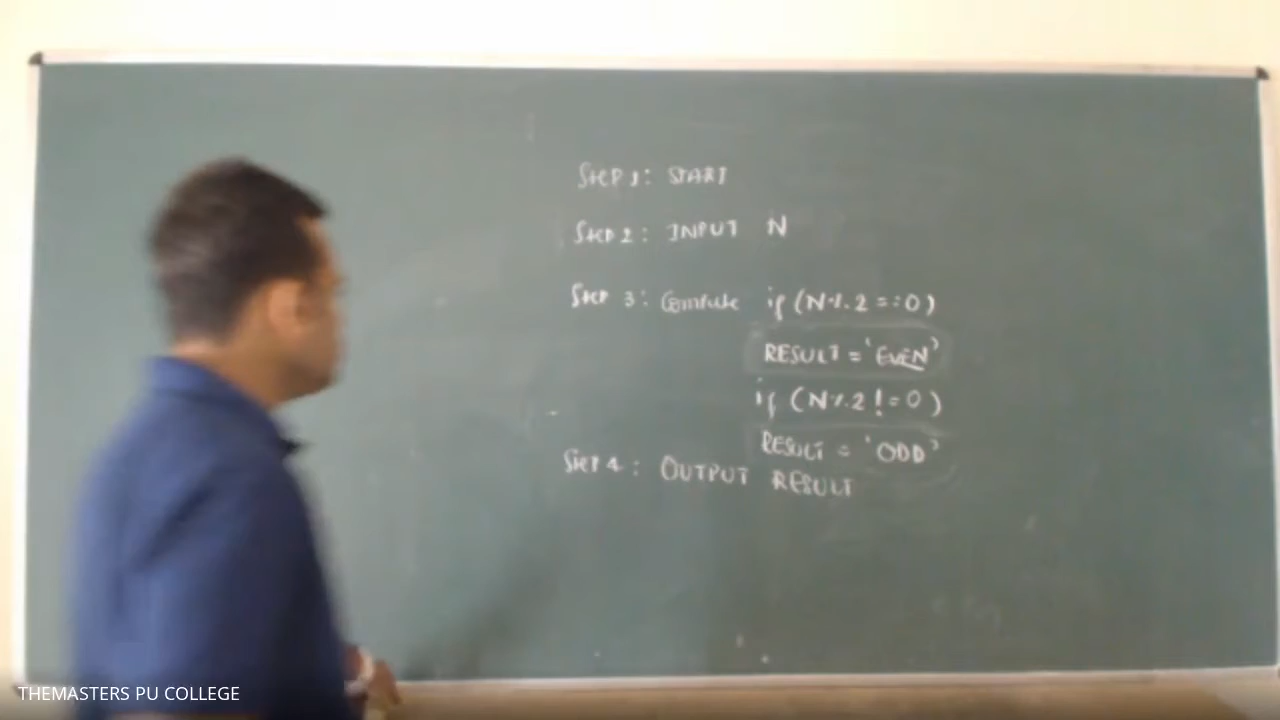 STEP 1: START
STEP 2: INPUT N
STEP 3: Compute if (N%2==0)
RESULT = 'EVEN'
if (N%2!=0)
RESULT = 'ODD'
STEP 4: OUTPUT RESULT
THEMASTERS PU COLLEGE